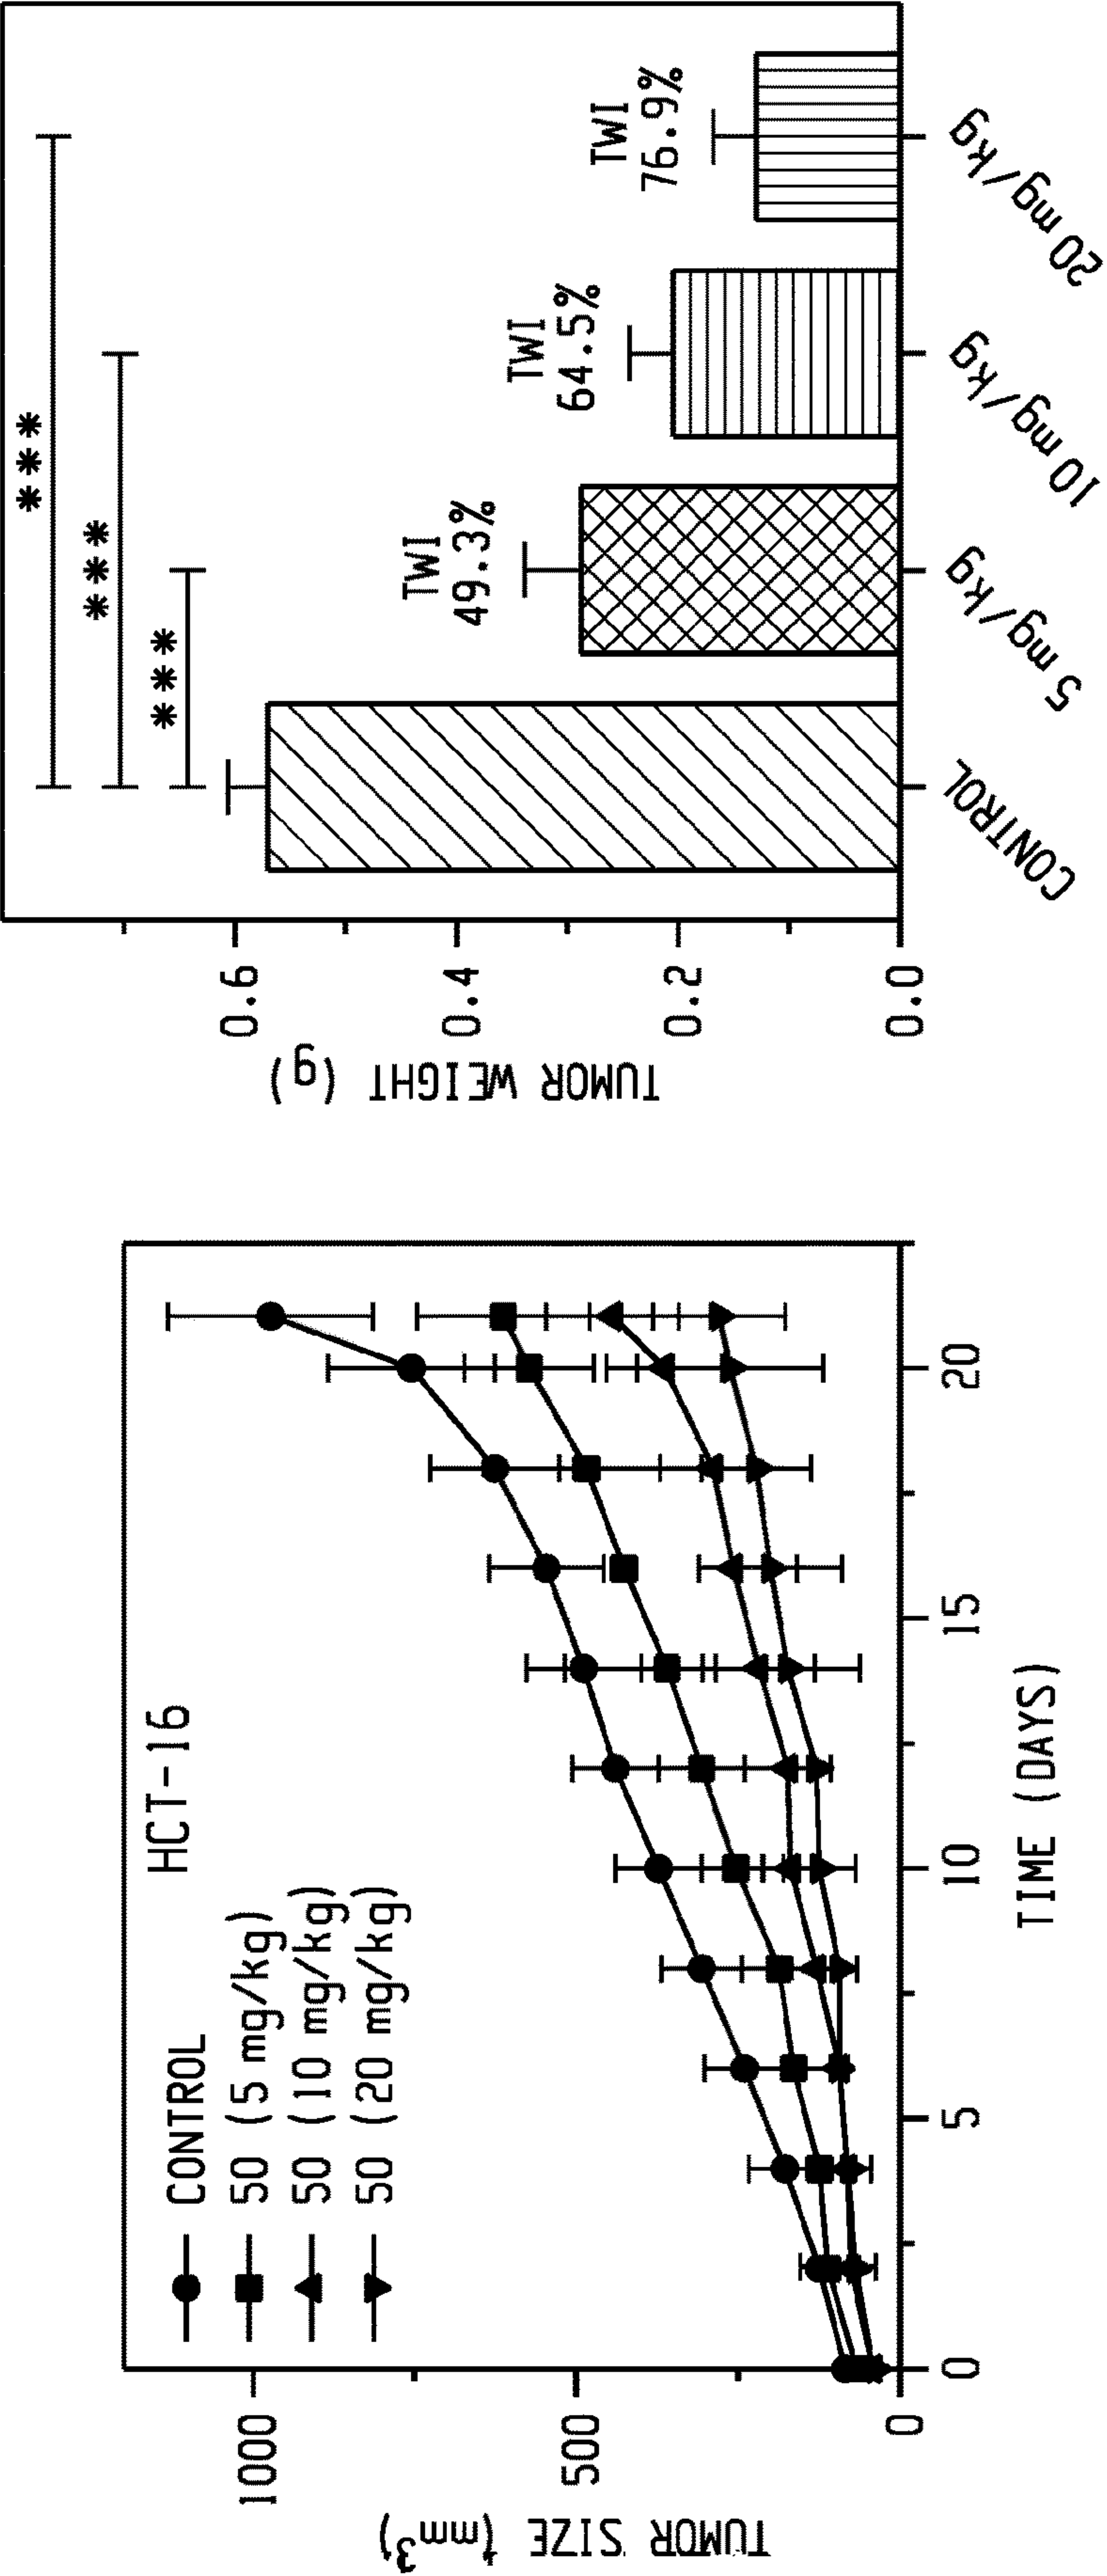 HCT-16
CONTROL
50 (5 mg/kg)
50 (10 mg/kg)
50 (20 mg/kg)
TUMOR SIZE (mm³)
1000
500
0
0
5
10
15
20
TIME (DAYS)
***
***
***
TWI
49.3%
TWI
64.5%
TWI
76.9%
TUMOR WEIGHT (g)
0.6
0.4
0.2
0.0
CONTROL
5 mg/kg
10 mg/kg
20 mg/kg